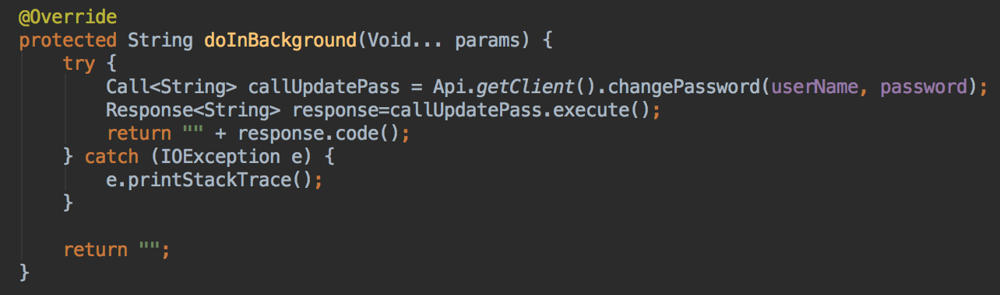 @Override
protected String doInBackground(Void... params) {
    try {
        Call<String> callUpdatePass = Api.getClient().changePassword(userName, password);
        Response<String> response=callUpdatePass.execute();
        return "" + response.code();
    } catch (IOException e) {
        e.printStackTrace();
    }

    return "";
}